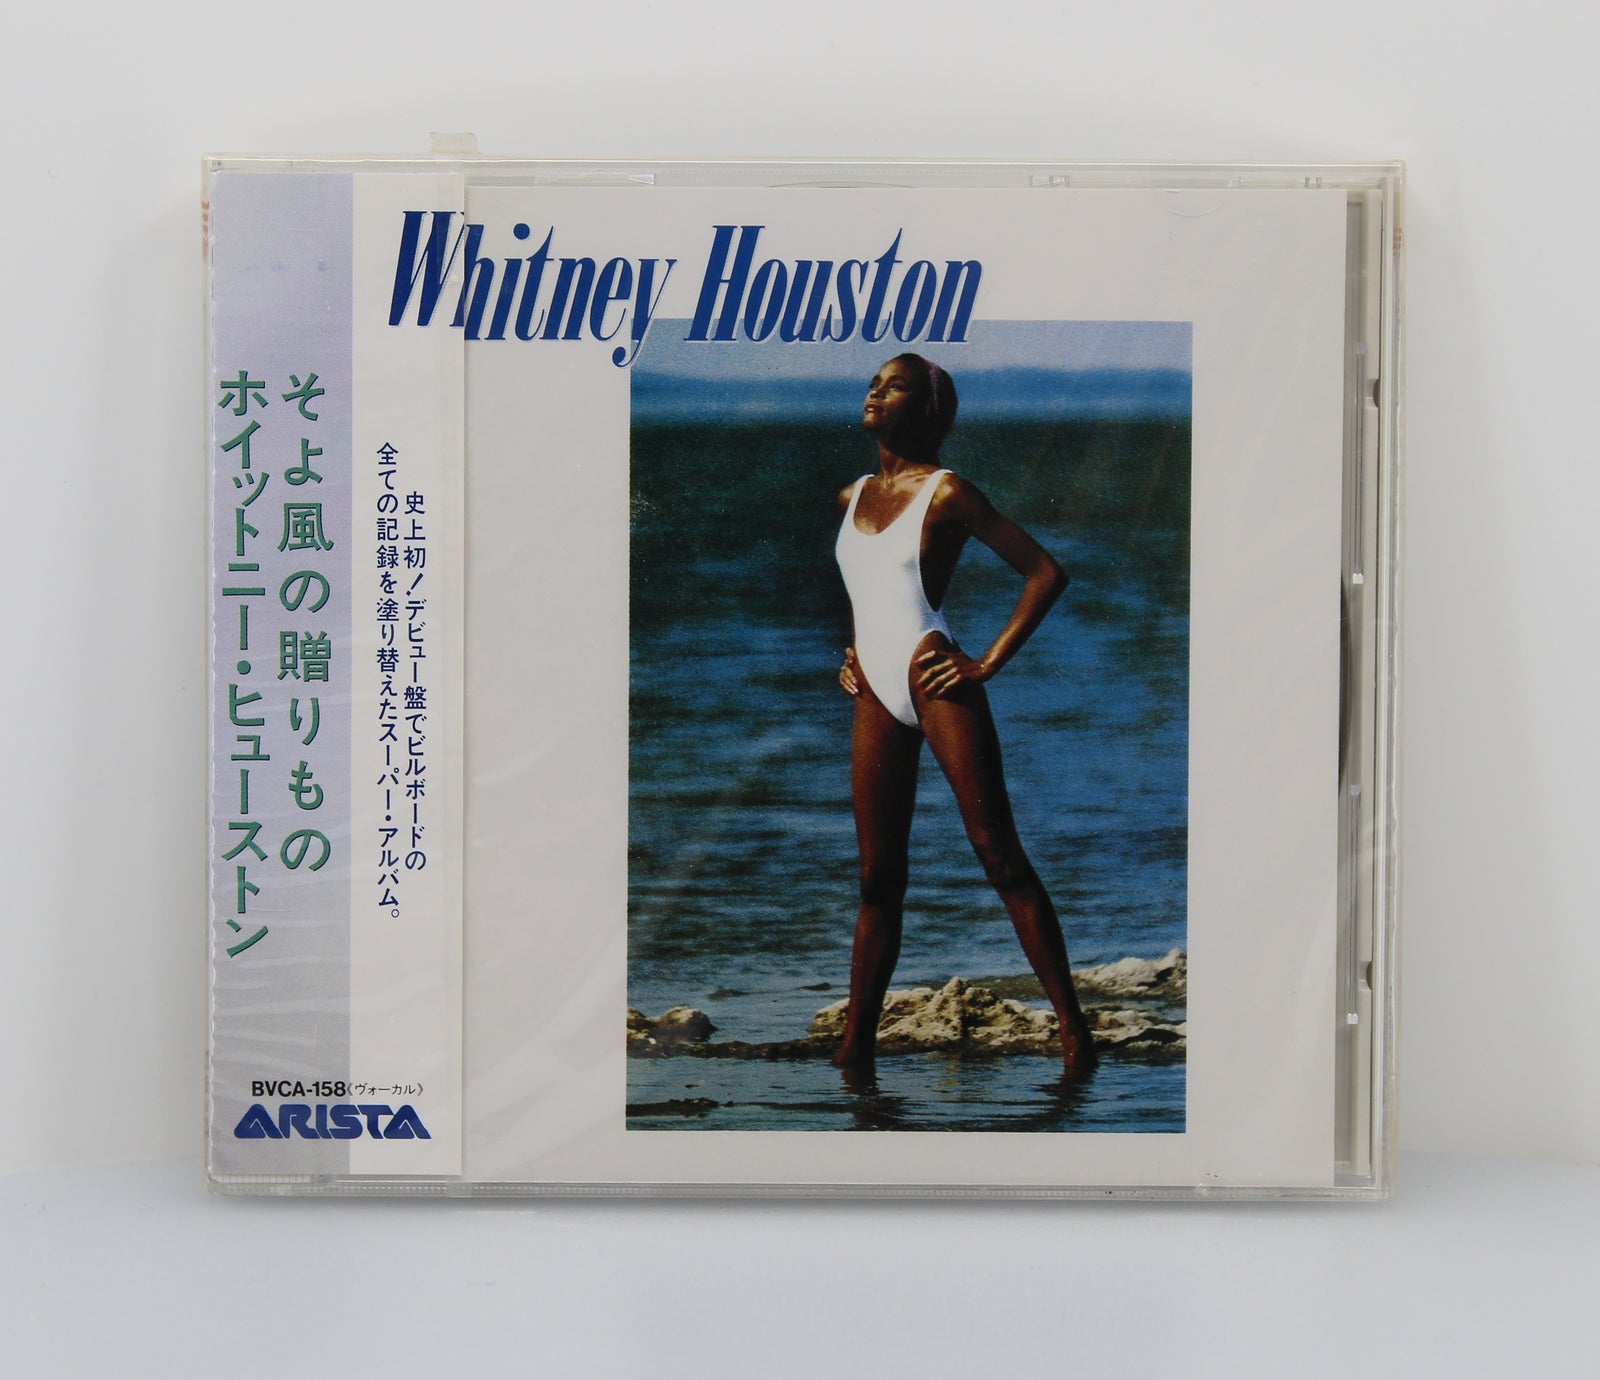 Whitney Houston
そよ風の贈りもの
ホイットニー・ヒューストン
史上初!デビュー盤でビルボードの
全ての記録を塗り替えたスーパー・アルバム。
BVCA-158《ヴォーカル》
ARISTA